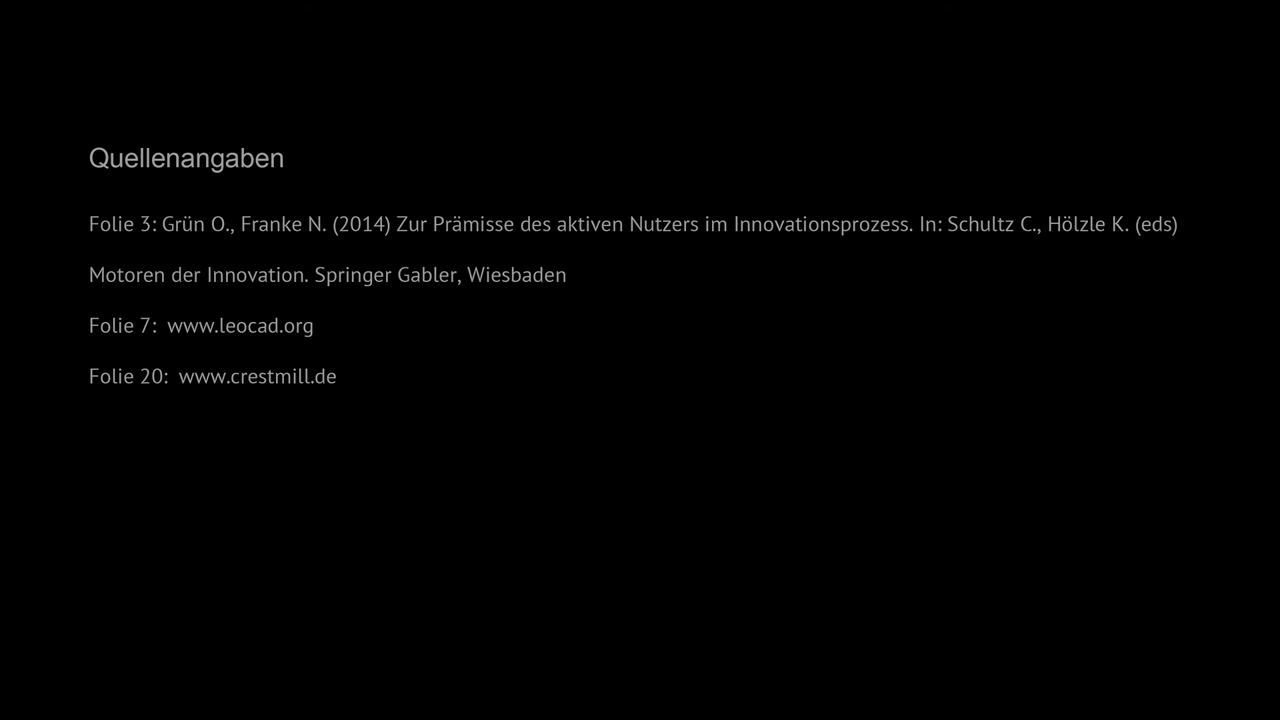 Quellenangaben
Folie 3: Grün O., Franke N. (2014) Zur Prämisse des aktiven Nutzers im Innovationsprozess. In: Schultz C., Hölzle K. (eds)
Motoren der Innovation. Springer Gabler, Wiesbaden
Folie 7:  www.leocad.org
Folie 20:  www.crestmill.de